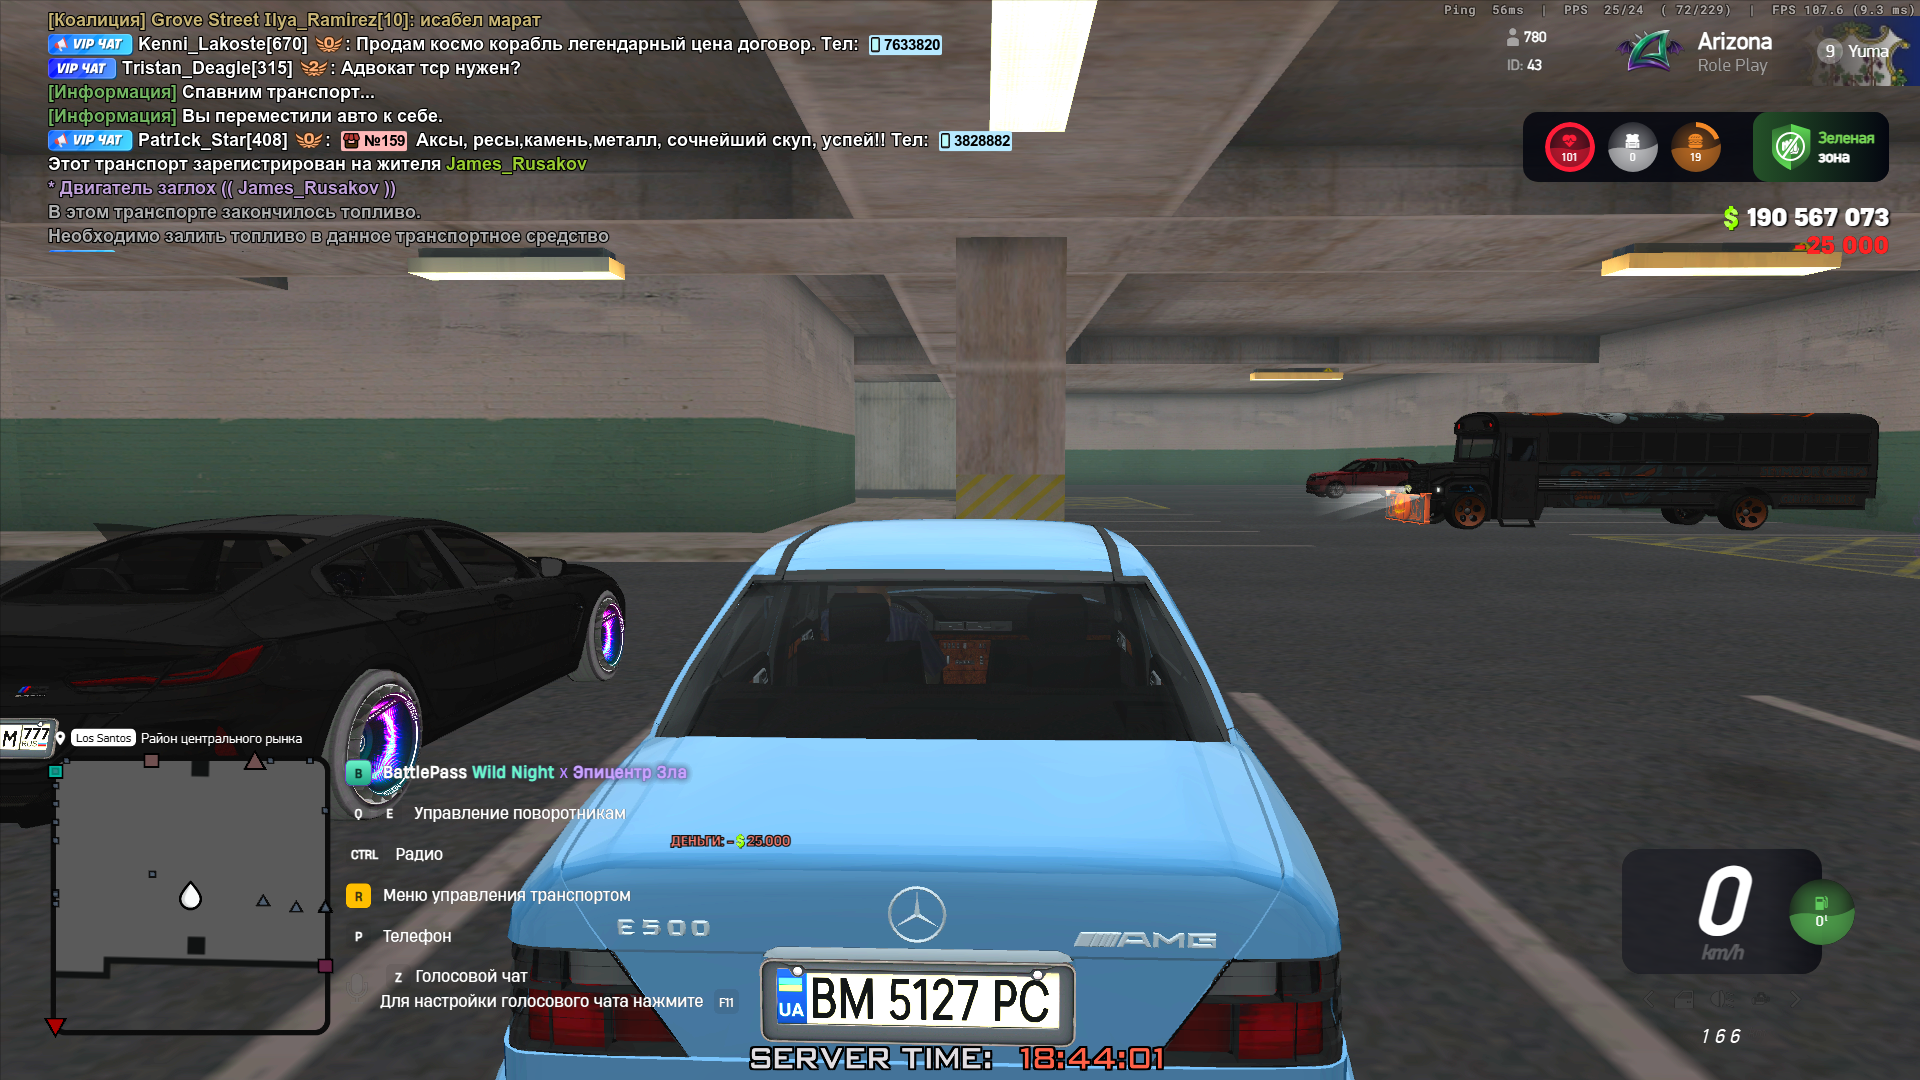 [Коалиция] Grove Street Ilya_Ramirez[10]: исабел марат
VIP ЧАТ Kenni_Lakoste[670] 0 : Продам космо корабль легендарный цена договор. Тел: 7633820
VIP ЧАТ Tristan_Deagle[315] 2 : Адвокат тср нужен?
[Информация] Спавним транспорт...
[Информация] Вы переместили авто к себе.
VIP ЧАТ PatrIck_Star[408] 0 : №159 Аксы, ресы,камень,металл, сочнейший скуп, успей!! Тел: 3828882
Этот транспорт зарегистрирован на жителя James_Rusakov
* Двигатель заглох (( James_Rusakov ))
В этом транспорте закончилось топливо.
Необходимо залить топливо в данное транспортное средство
Ping 56ms | PPS 25/24 ( 72/229) | FPS 107.6 (9.3 ms)
780
ID: 43
Arizona
Role Play
9 Yuma
101
0
19
Зеленая
зона
$ 190 567 073
-25 000
M 777
RUS
Los Santos Район центрального рынка
B BattlePass Wild Night x Эпицентр Зла
Q E Управление поворотникам
ДЕНЬГИ: - $ 25.000
CTRL Радио
R Меню управления транспортом
P Телефон
Z Голосовой чат
Для настройки голосового чата нажмите F11
E500
AMG
UA BM 5127 PC
0
km/h
0 L
166
SERVER TIME: 18:44:01